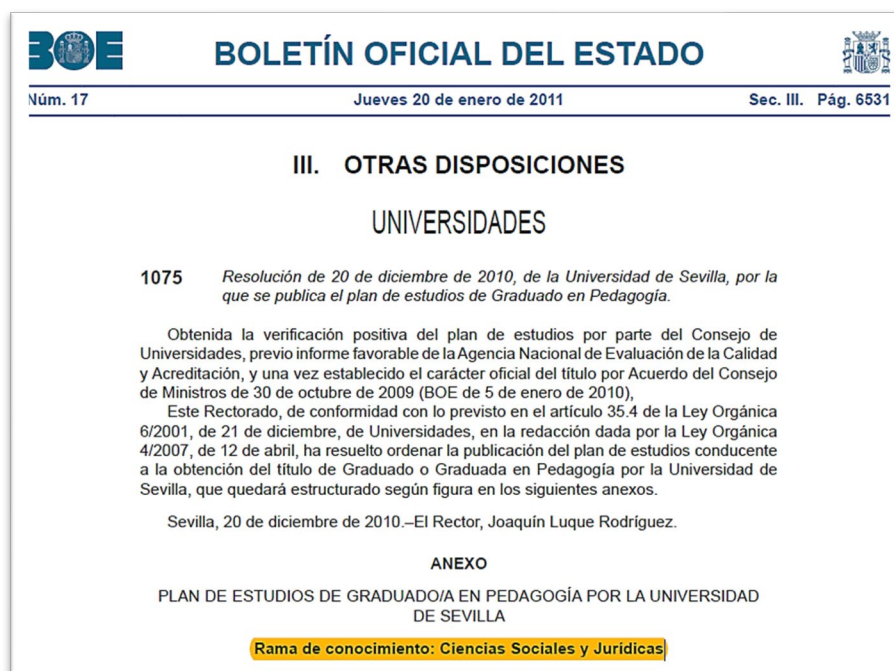 BOE
BOLETÍN OFICIAL DEL ESTADO
Núm. 17 Jueves 20 de enero de 2011 Sec. III. Pág. 6531
III. OTRAS DISPOSICIONES
UNIVERSIDADES
1075 Resolución de 20 de diciembre de 2010, de la Universidad de Sevilla, por la
que se publica el plan de estudios de Graduado en Pedagogía.
Obtenida la verificación positiva del plan de estudios por parte del Consejo de
Universidades, previo informe favorable de la Agencia Nacional de Evaluación de la Calidad
y Acreditación, y una vez establecido el carácter oficial del título por Acuerdo del Consejo
de Ministros de 30 de octubre de 2009 (BOE de 5 de enero de 2010),
Este Rectorado, de conformidad con lo previsto en el artículo 35.4 de la Ley Orgánica
6/2001, de 21 de diciembre, de Universidades, en la redacción dada por la Ley Orgánica
4/2007, de 12 de abril, ha resuelto ordenar la publicación del plan de estudios conducente
a la obtención del título de Graduado o Graduada en Pedagogía por la Universidad de
Sevilla, que quedará estructurado según figura en los siguientes anexos.
Sevilla, 20 de diciembre de 2010.–El Rector, Joaquín Luque Rodríguez.
ANEXO
PLAN DE ESTUDIOS DE GRADUADO/A EN PEDAGOGÍA POR LA UNIVERSIDAD
DE SEVILLA
Rama de conocimiento: Ciencias Sociales y Jurídicas